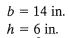 b = 14 in.
h = 6 in.